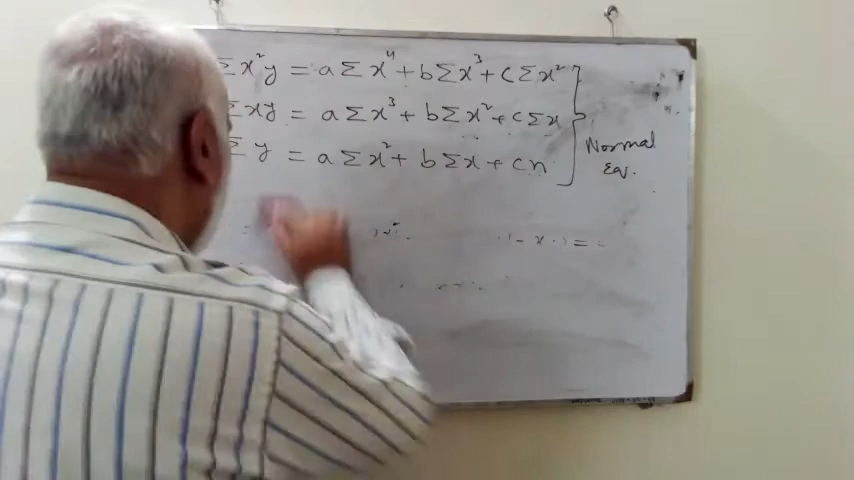 Σx²y = aΣx⁴ + bΣx³ + cΣx²
Σxy = aΣx³ + bΣx² + cΣx
Σy = aΣx² + bΣx + cn
Normal
Eq.